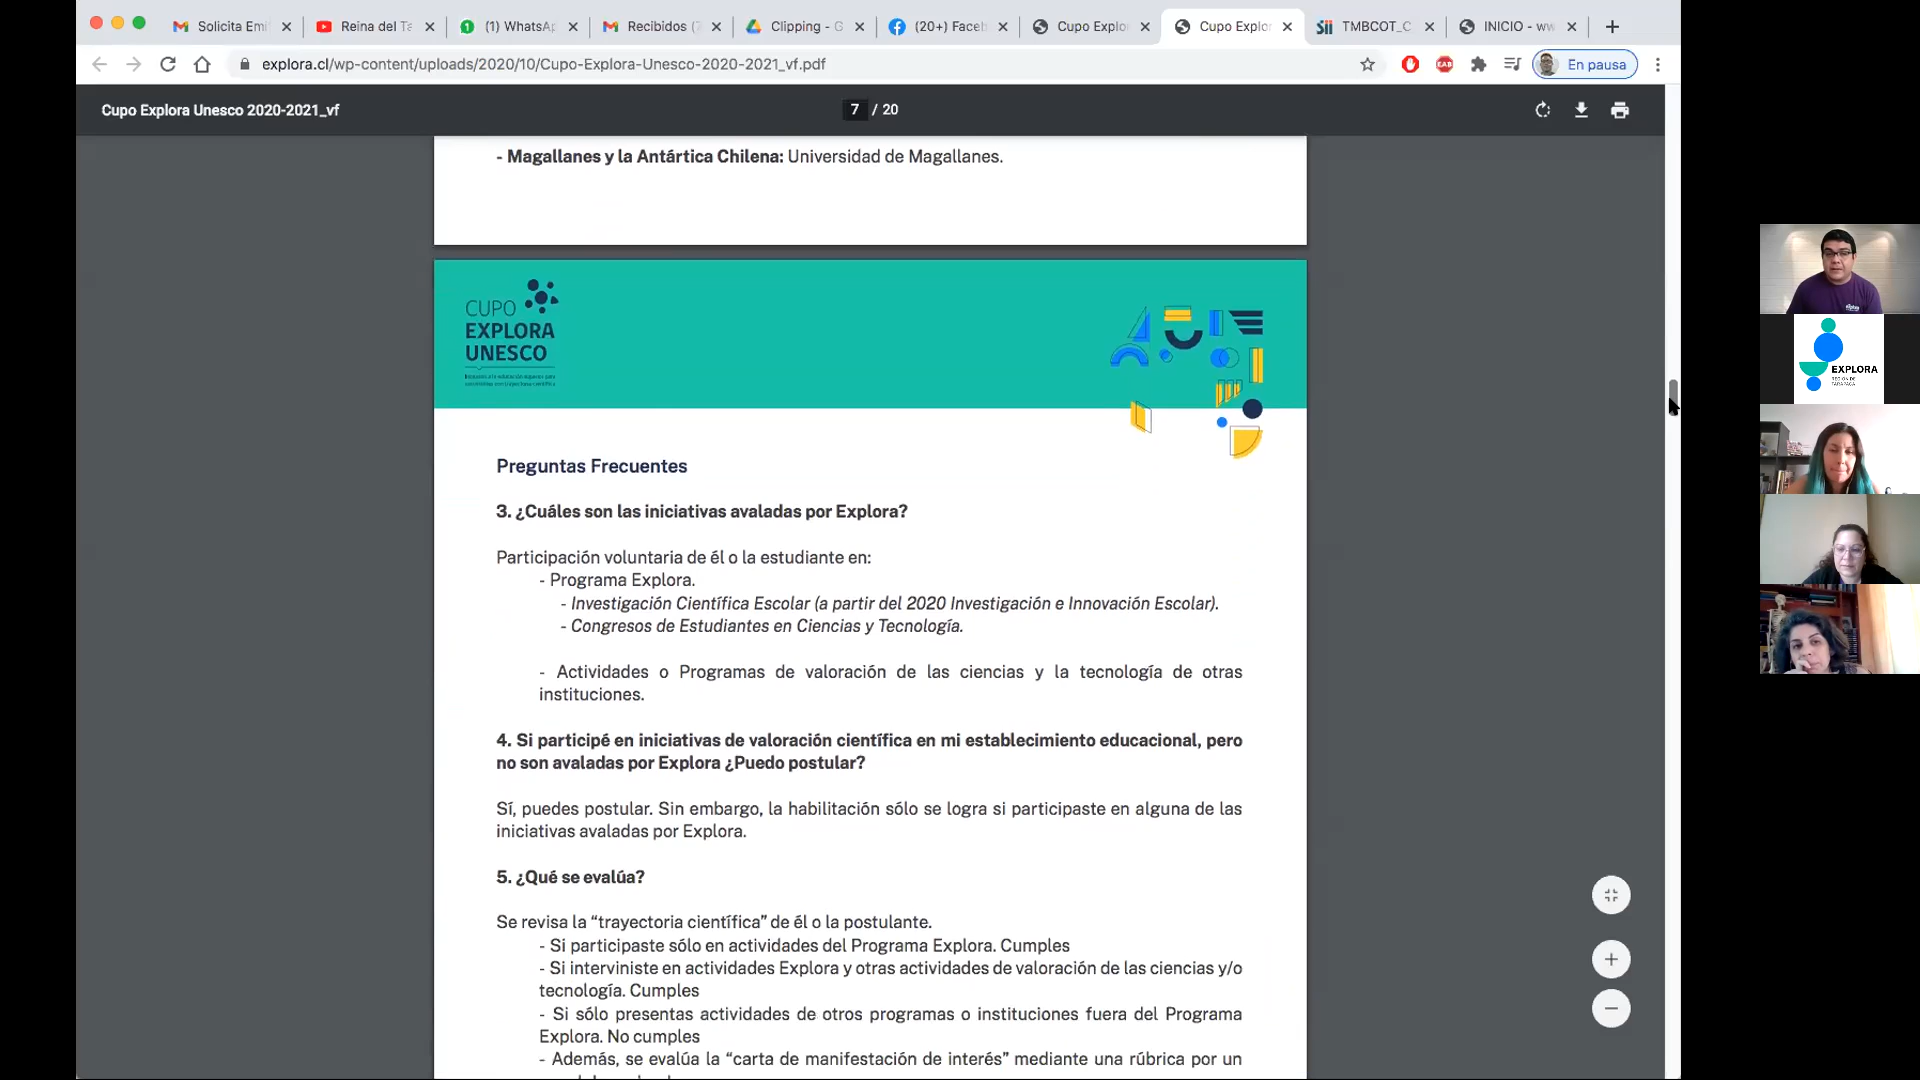 Solicita Emi
Reina del Ta
(1) WhatsAp
Recibidos (7
Clipping - G
(20+) Faceb
Cupo Explor
Cupo Explor
TMBCOT_C
INICIO - ww
explora.cl/wp-content/uploads/2020/10/Cupo-Explora-Unesco-2020-2021_vf.pdf
En pausa
Cupo Explora Unesco 2020-2021_vf
7 / 20
- Magallanes y la Antártica Chilena: Universidad de Magallanes.
CUPO
EXPLORA
UNESCO
Preguntas Frecuentes
3. ¿Cuáles son las iniciativas avaladas por Explora?
Participación voluntaria de él o la estudiante en:
- Programa Explora.
- Investigación Científica Escolar (a partir del 2020 Investigación e Innovación Escolar).
- Congresos de Estudiantes en Ciencias y Tecnología.
- Actividades o Programas de valoración de las ciencias y la tecnología de otras
instituciones.
4. Si participé en iniciativas de valoración científica en mi establecimiento educacional, pero
no son avaladas por Explora ¿Puedo postular?
Sí, puedes postular. Sin embargo, la habilitación sólo se logra si participaste en alguna de las
iniciativas avaladas por Explora.
5. ¿Qué se evalúa?
Se revisa la “trayectoria científica” de él o la postulante.
- Si participaste sólo en actividades del Programa Explora. Cumples
- Si interviniste en actividades Explora y otras actividades de valoración de las ciencias y/o
tecnología. Cumples
- Si sólo presentas actividades de otros programas o instituciones fuera del Programa
Explora. No cumples
- Además, se evalúa la “carta de manifestación de interés” mediante una rúbrica por un
EXPLORA
REGIÓN DE
TARAPACÁ